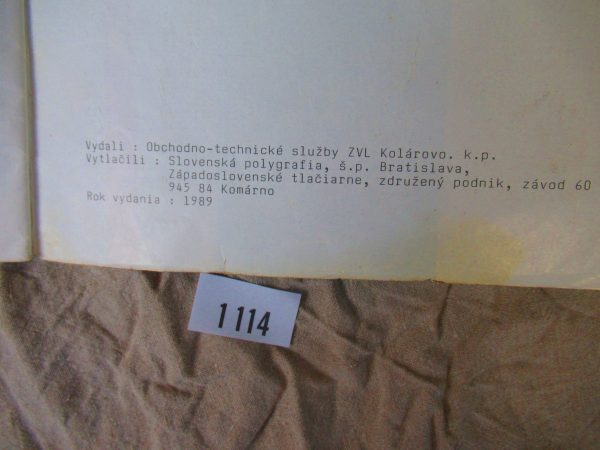 Vydali : Obchodno-technické služby ZVL Kolárovo. k.p.
Vytlačili : Slovenská polygrafia, š.p. Bratislava,
Západoslovenské tlačiarne, združený podnik, závod 60
945 84 Komárno
Rok vydania : 1989
1114